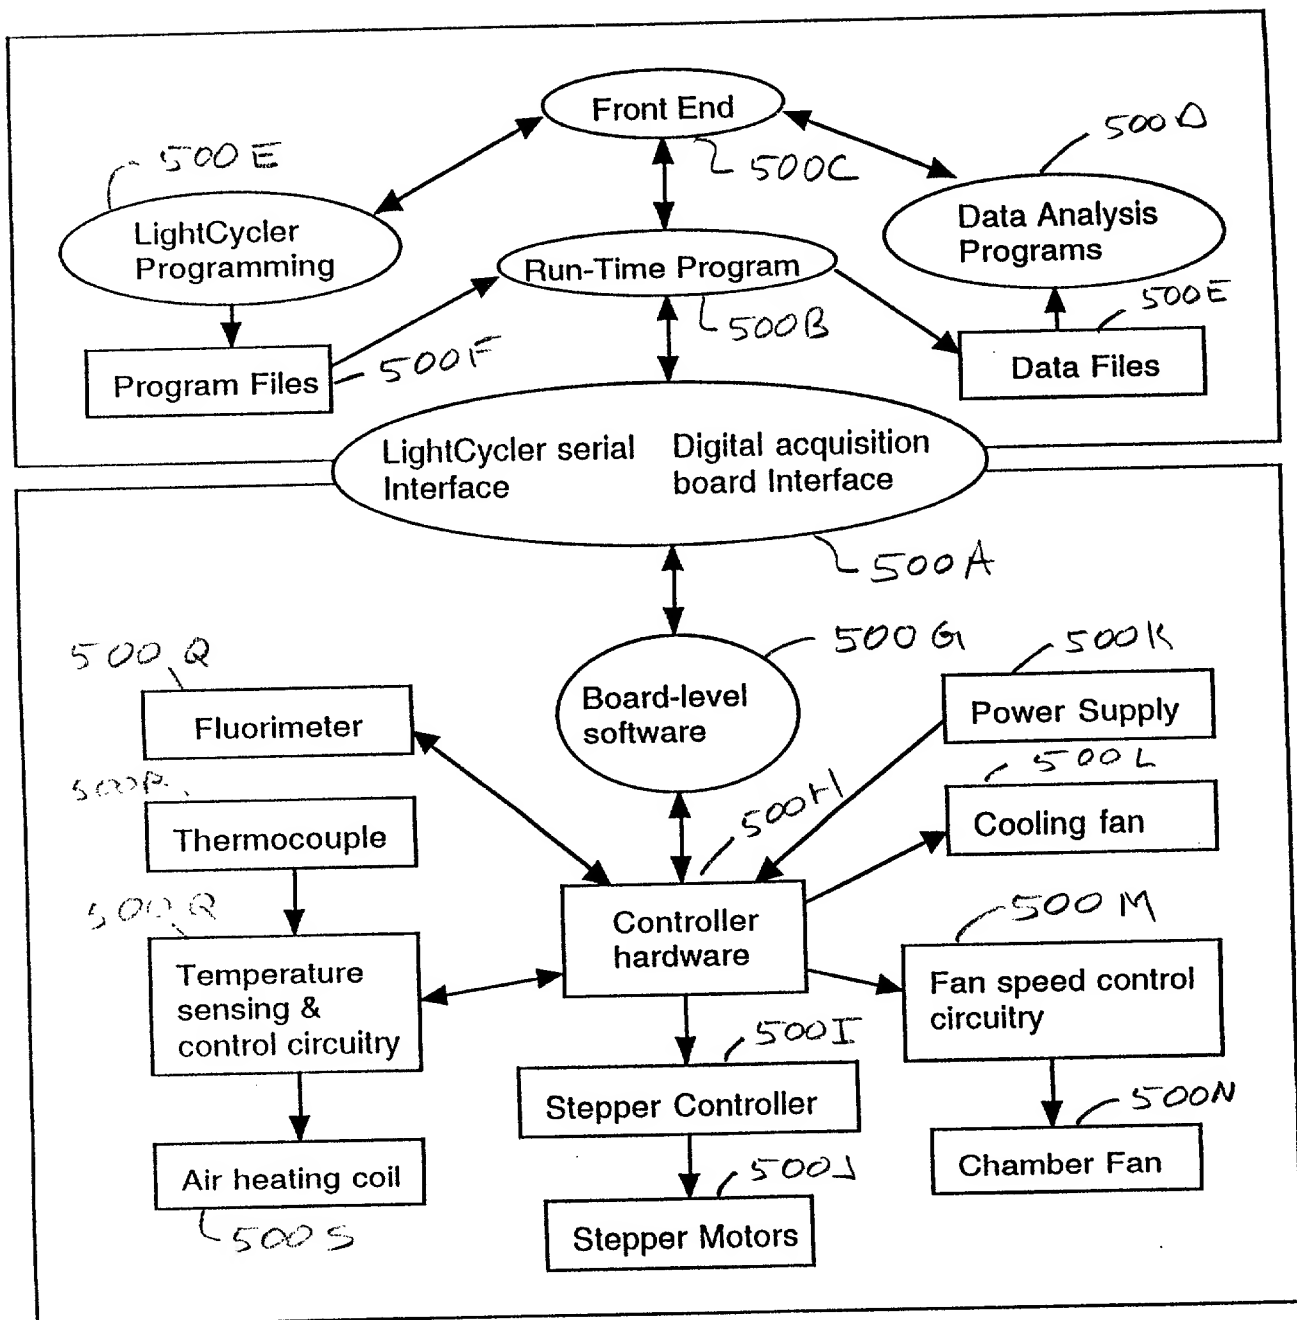 Front End
500D
500E
500C
LightCycler
Programming
Data Analysis
Programs
Run-Time Program
500E
500B
500F
Program Files
Data Files
LightCycler serial
Interface
Digital acquisition
board Interface
500A
500G
500K
500Q
Board-level
software
Power Supply
Fluorimeter
500L
500H
Thermocouple
Cooling fan
500Q
Controller
hardware
500M
Temperature
sensing &
control circuitry
Fan speed control
circuitry
500I
Stepper Controller
500N
Air heating coil
500J
Chamber Fan
500S
Stepper Motors